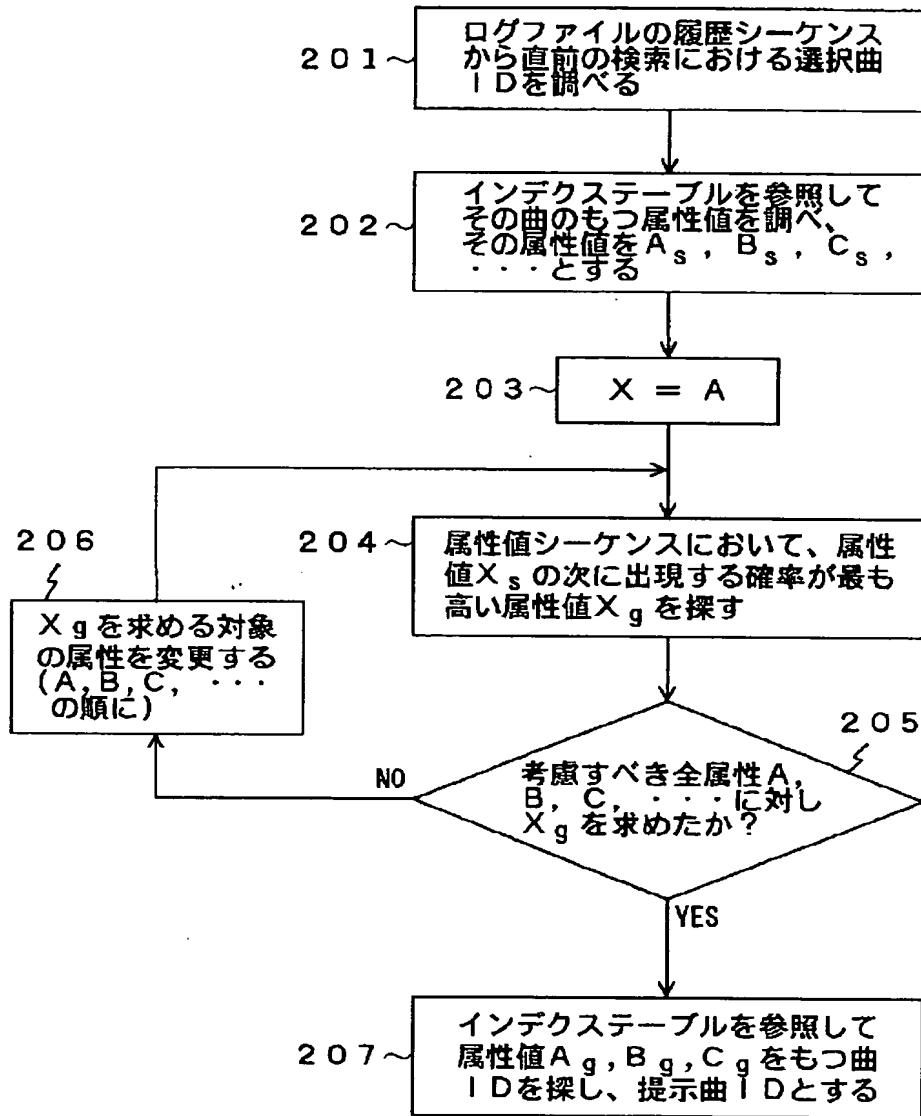 201
ログファイルの履歴シーケンス
から直前の検索における選択曲
IDを調べる
202
インデクステーブルを参照して
その曲のもつ属性値を調べ、
その属性値をAs, Bs, Cs,
・・・とする
203
X = A
204
属性値シーケンスにおいて、属性
値Xsの次に出現する確率が最も
高い属性値Xgを探す
206
Xgを求める対象
の属性を変更する
(A,B,C, ・・・
の順に)
205
考慮すべき全属性A,
B, C, ・・・に対し
Xgを求めたか？
NO
YES
207
インデクステーブルを参照して
属性値Ag,Bg,Cgをもつ曲
IDを探し、提示曲IDとする